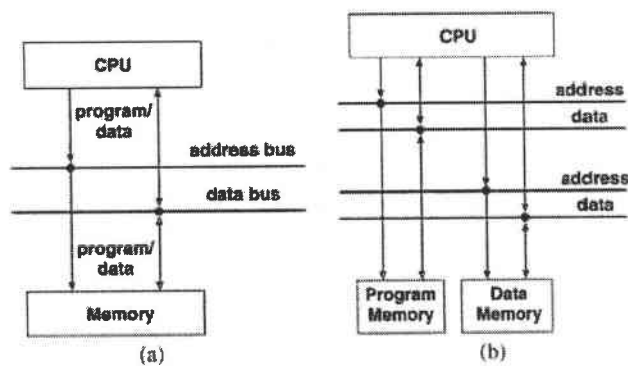 CPU
program/
data
address bus
data bus
program/
data
Memory
(a)
CPU
address
data
address
data
Program
Memory
Data
Memory
(b)